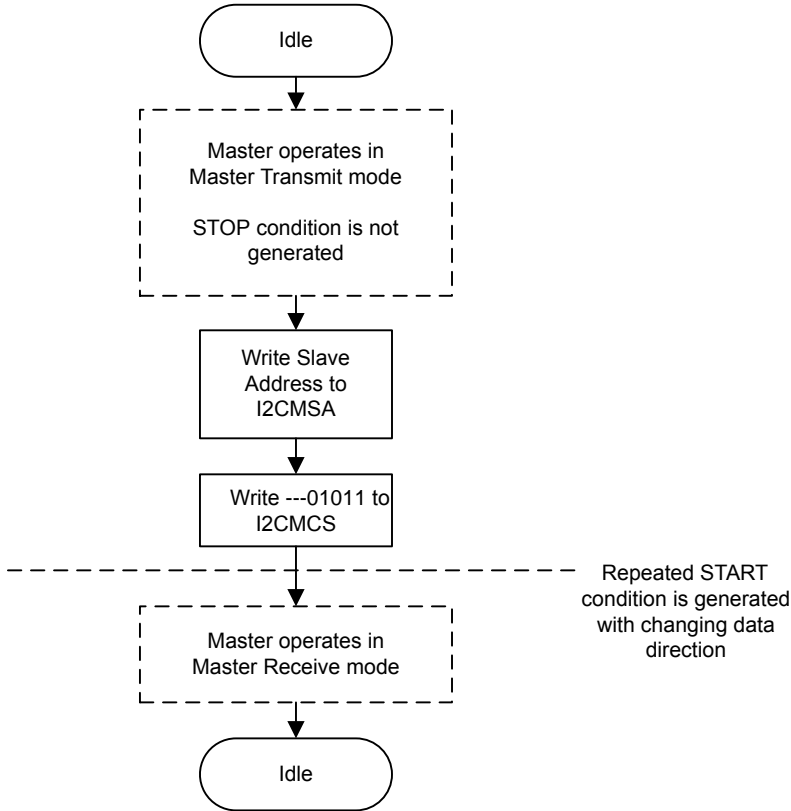 Idle
Master operates in
Master Transmit mode
STOP condition is not
generated
Write Slave
Address to
I2CMSA
Write ---01011 to
I2CMCS
Repeated START
condition is generated
with changing data
direction
Master operates in
Master Receive mode
Idle